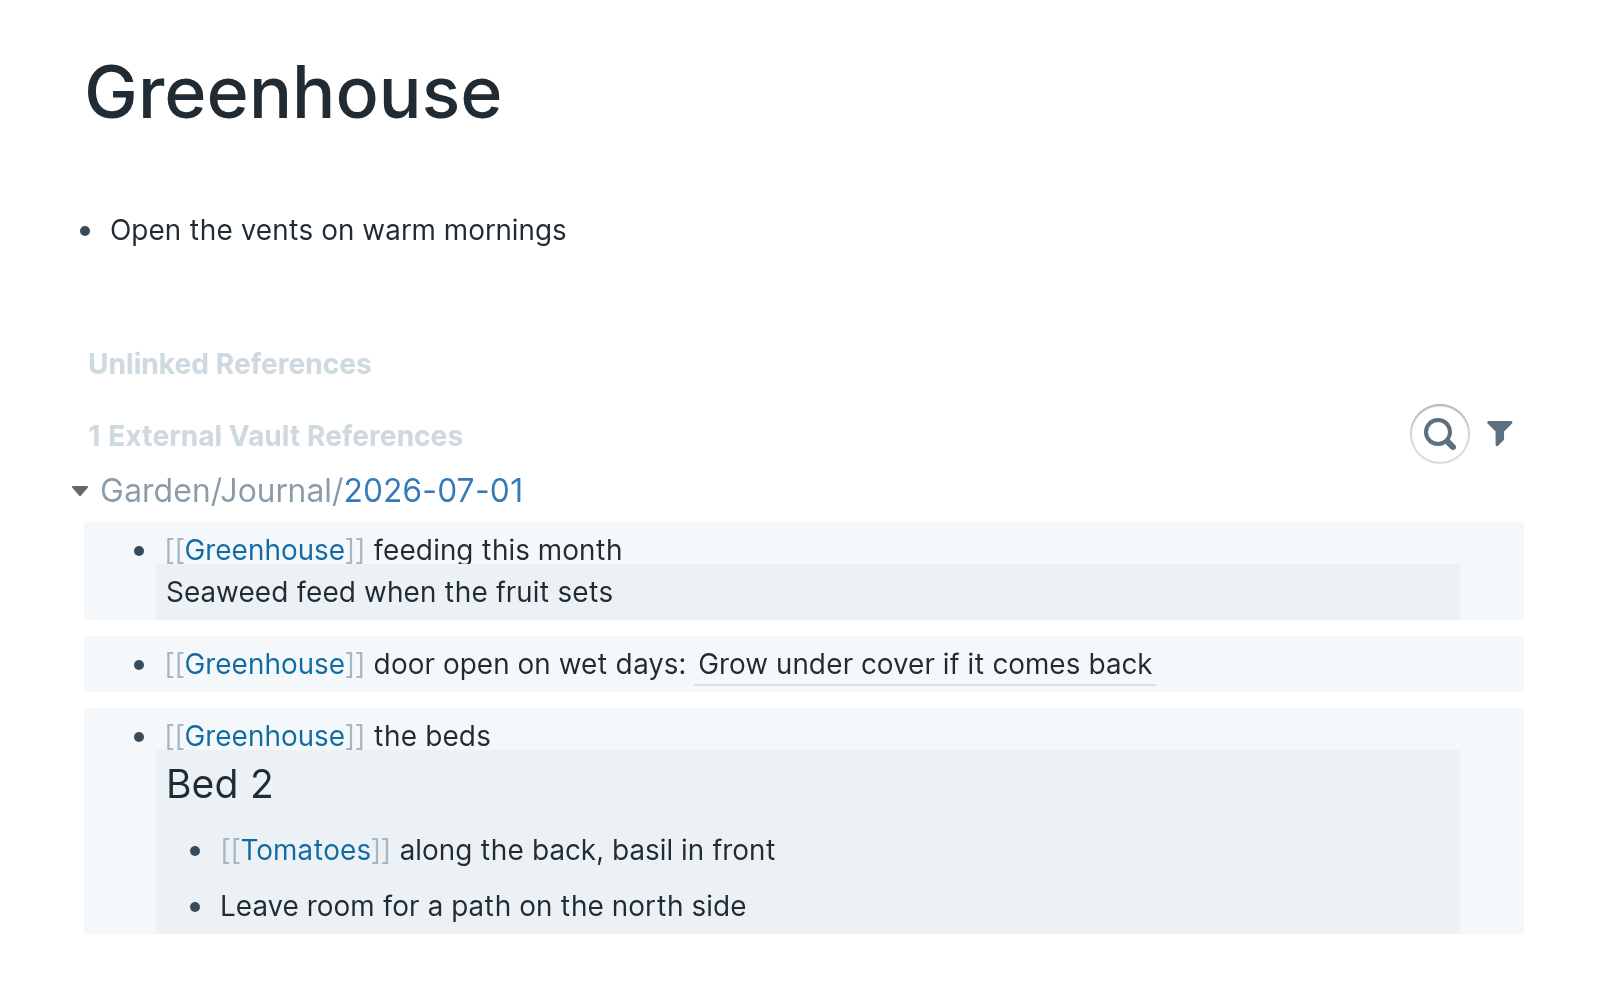 Greenhouse
Open the vents on warm mornings
Unlinked References
1 External Vault References
Garden/Journal/2026-07-01
[[Greenhouse]] feeding this month
Seaweed feed when the fruit sets
[[Greenhouse]] door open on wet days: Grow under cover if it comes back
[[Greenhouse]] the beds
Bed 2
[[Tomatoes]] along the back, basil in front
Leave room for a path on the north side